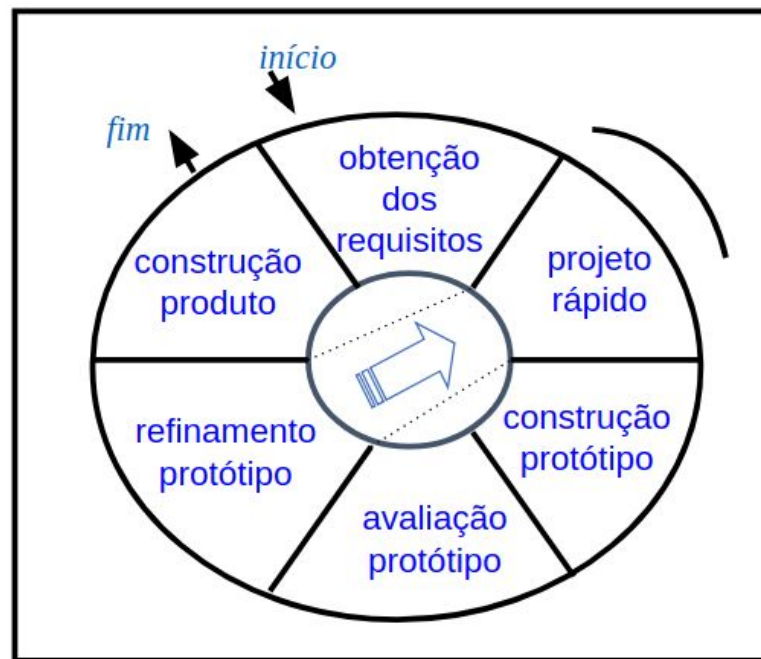 início
fim
obtenção
dos
requisitos
projeto
rápido
construção
protótipo
avaliação
protótipo
refinamento
protótipo
construção
produto